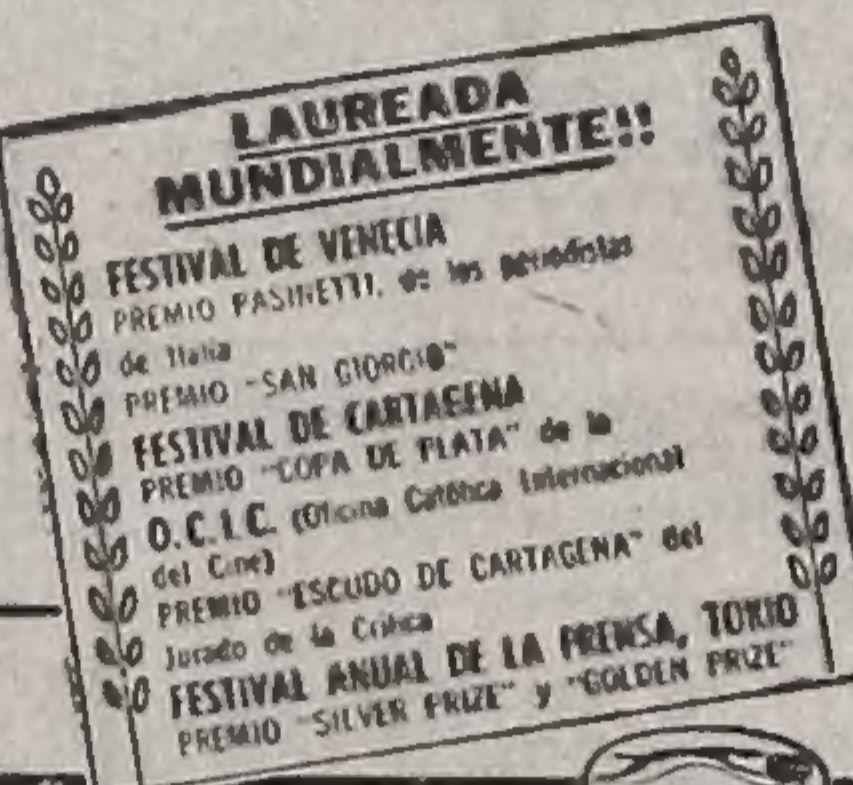 LAUREADA
MUNDIALMENTE!!
FESTIVAL DE VENECIA
PREMIO PASINETTI, de los periodistas
de Italia
PREMIO "SAN GIORGIO"
FESTIVAL DE CARTAGENA
PREMIO "COPA DE PLATA" de la
O.C.I.C. (Oficina Católica Internacional
del Cine)
PREMIO "ESCUDO DE CARTAGENA" del
Jurado de la Crítica
FESTIVAL ANUAL DE LA PRENSA, TOKIO
PREMIO "SILVER PRIZE" y "GOLDEN PRIZE"